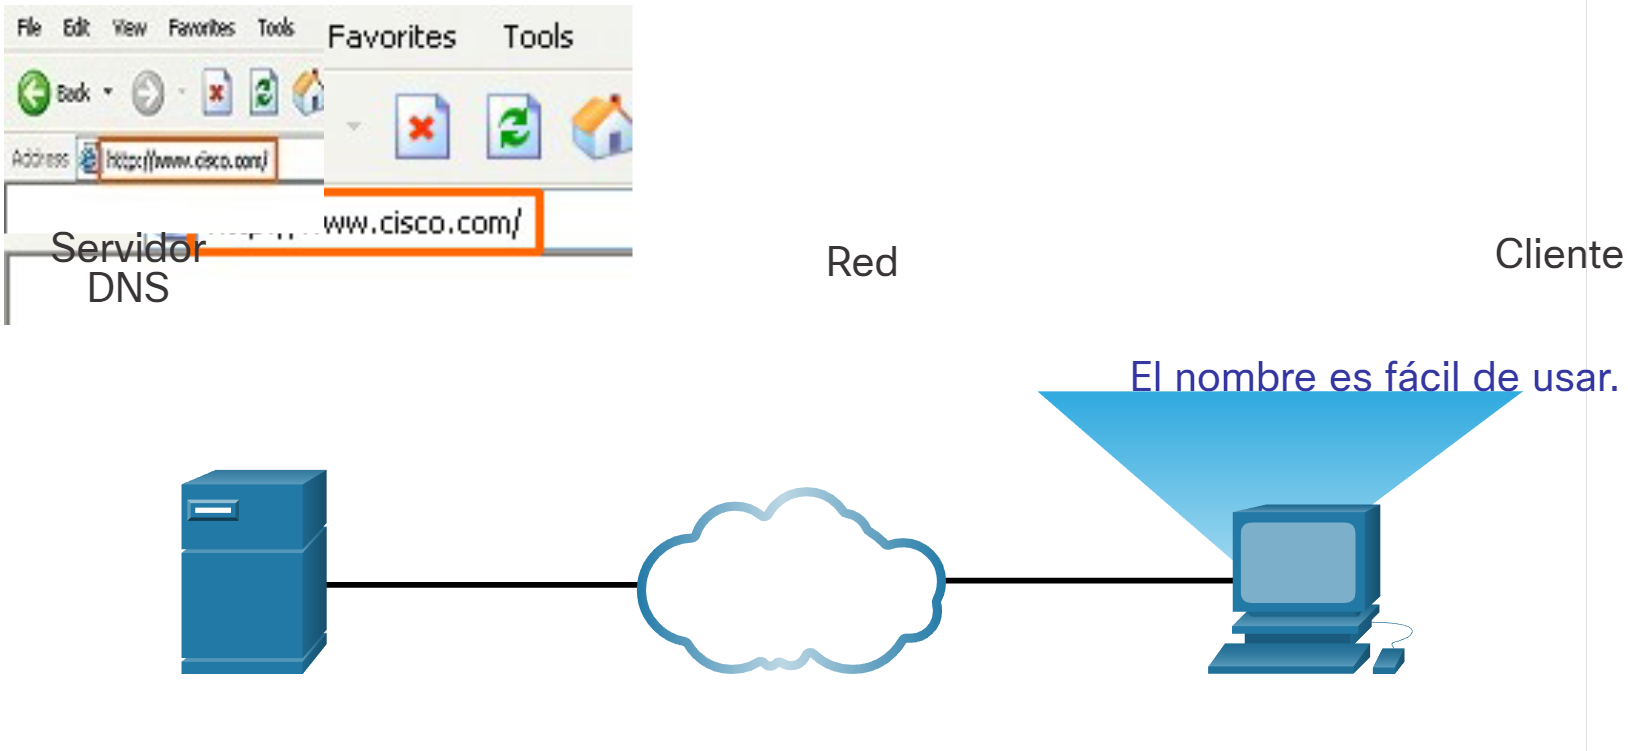 File Edit View Favorites Tools
Favorites Tools
Back
Address http://www.cisco.com/
ww.cisco.com/
Servidor
DNS
Red
Cliente
El nombre es fácil de usar.